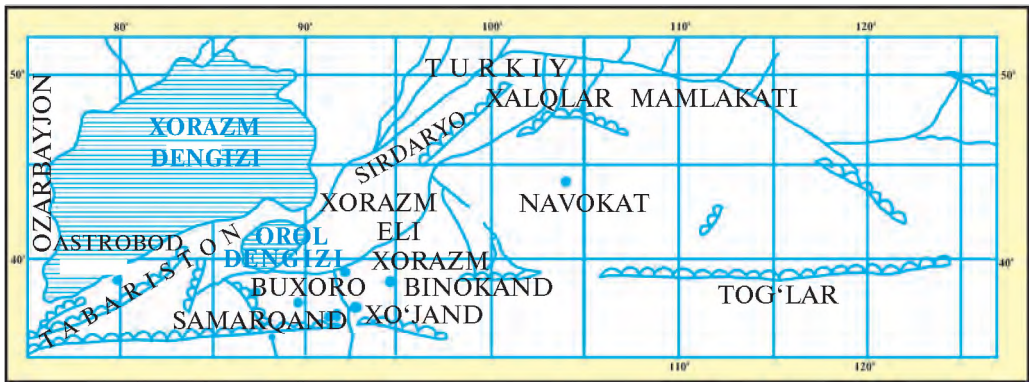 80° 90° 100° 110° 120°
50° 50°
TURKIY
XALQLAR MAMLAKATI
OZARBAYJON
XORAZM
DENGIZI
SIRDARYO
XORAZM
ELI
NAVOKAT
ASTROBOD
TABARISTON
OROL
DENGIZI
XORAZM
40° 40°
BUXORO
BINOKAND
TOG‘LAR
SAMARQAND
XO‘JAND
110° 120°